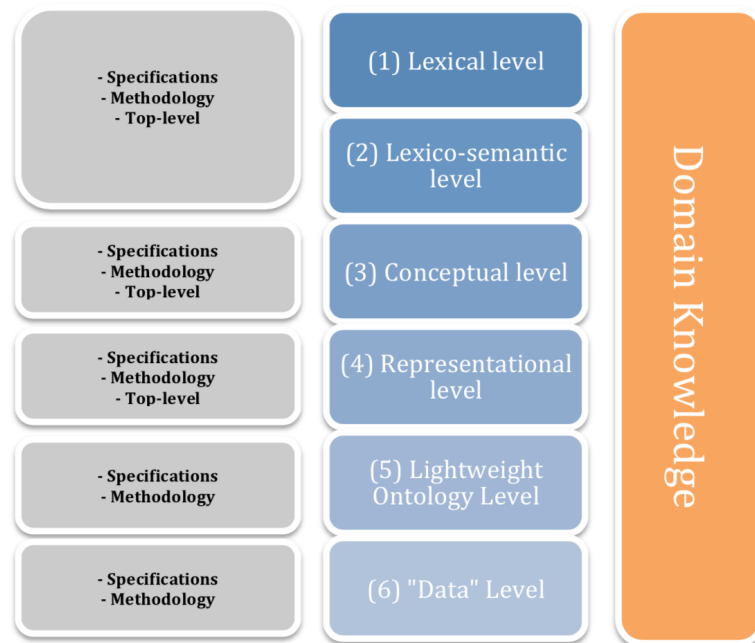 - Specifications
- Methodology
- Top-level
(1) Lexical level
(2) Lexico-semantic
level
- Specifications
- Methodology
- Top-level
(3) Conceptual level
- Specifications
- Methodology
- Top-level
(4) Representational
level
- Specifications
- Methodology
(5) Lightweight
Ontology Level
- Specifications
- Methodology
(6) "Data" Level
Domain Knowledge